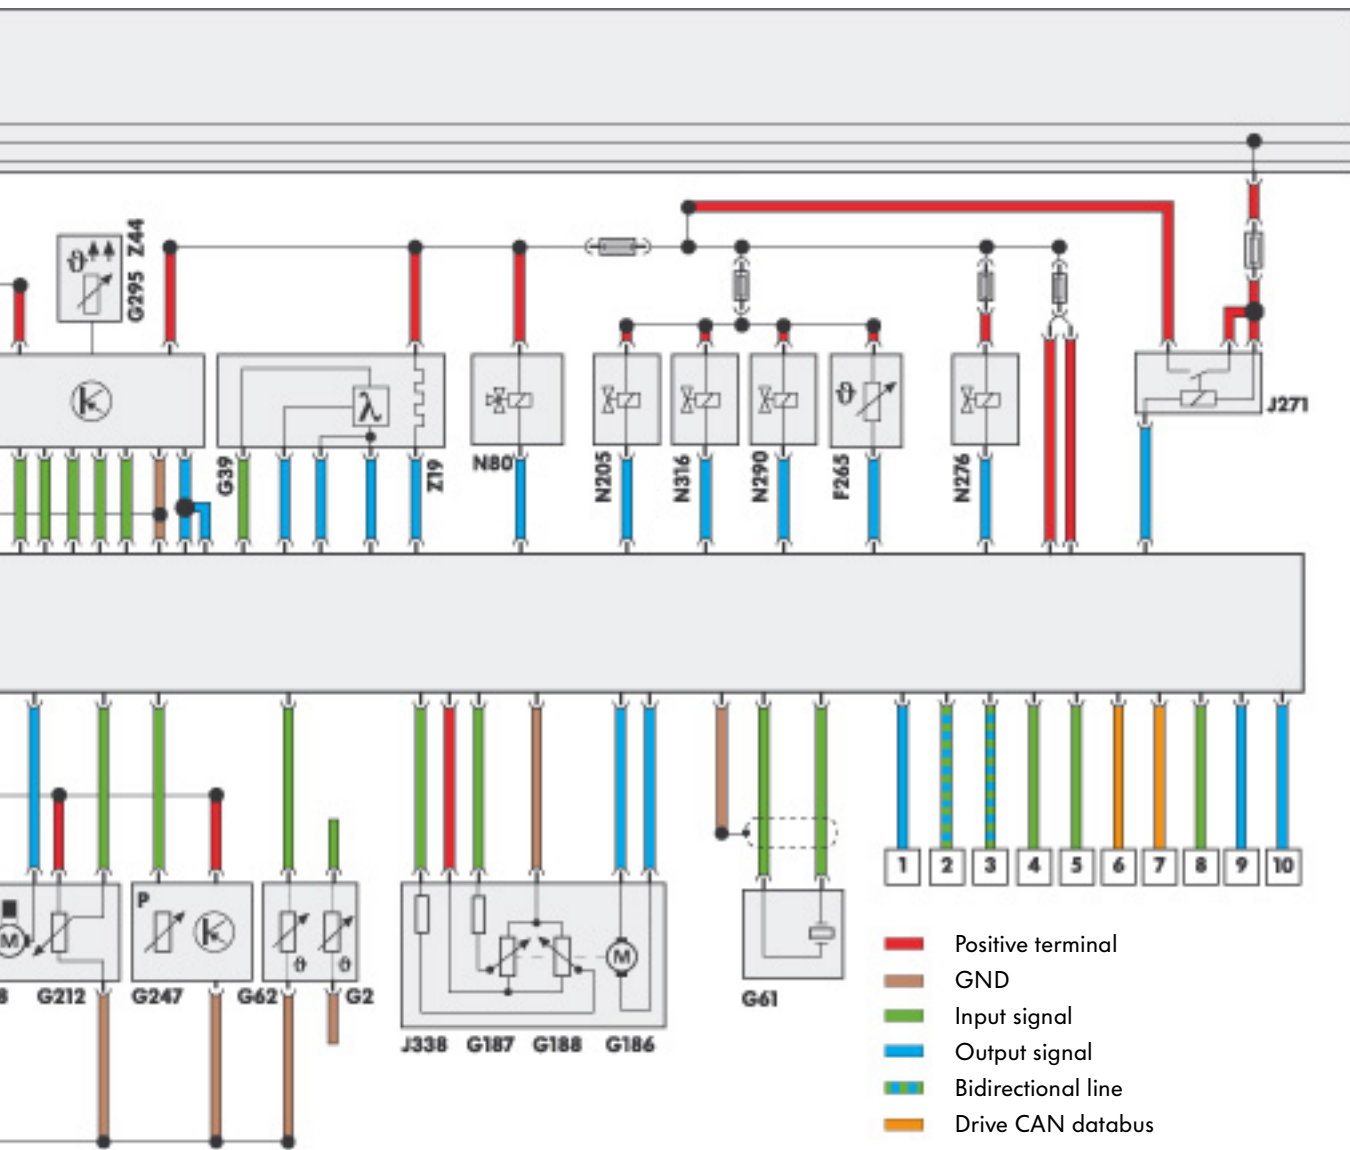 Z44
G295
ϑ
J271
λ
ϑ
G39
Z19
N80
N205
N316
N290
F265
N276
1 2 3 4 5 6 7 8 9 10
P
M
ϑ ϑ
M
8 G212 G247 G62 G2
G61
J338 G187 G188 G186
Positive terminal
GND
Input signal
Output signal
Bidirectional line
Drive CAN databus